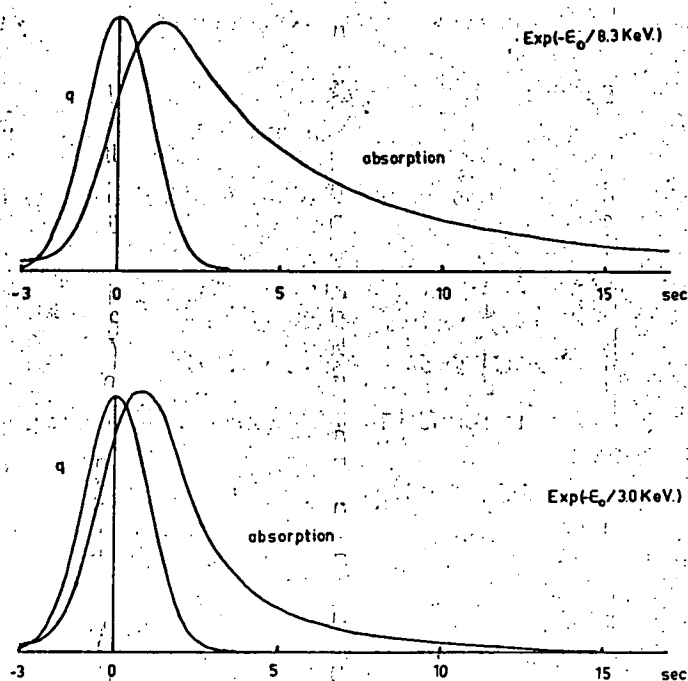 Exp(-E₀/8.3 KeV.)
q
absorption
-3 0 5 10 15 sec
q
Exp(-E₀/3.0 KeV.)
absorption
-3 0 5 10 15 sec